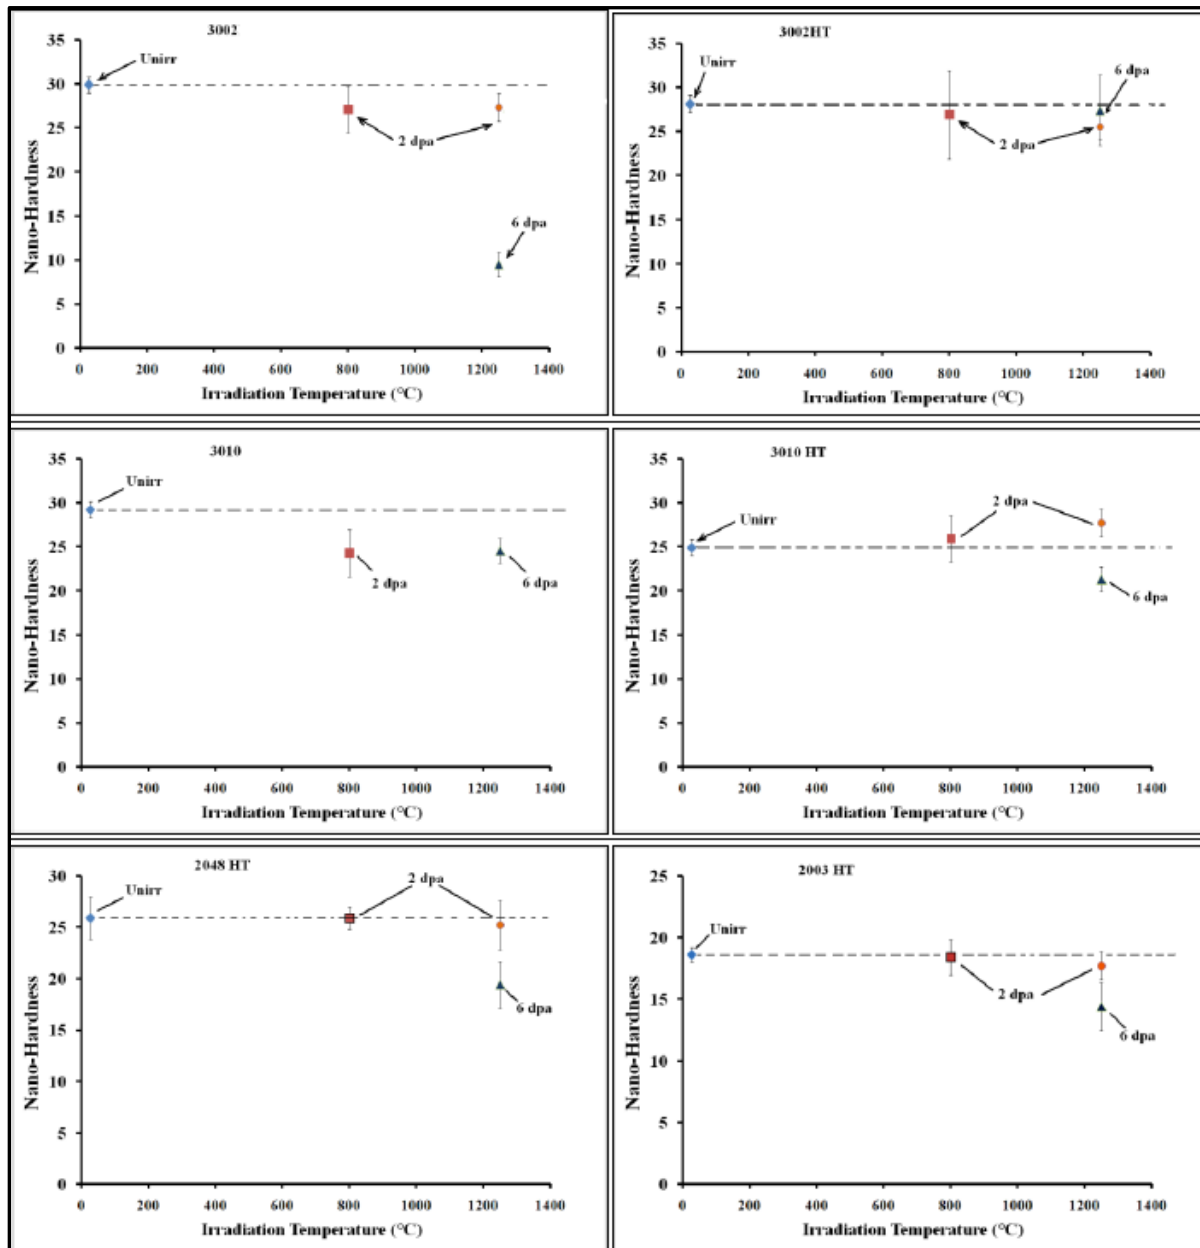 3002
35
30
25
20
15
10
5
0
Nano-Hardness
Unirr
2 dpa
6 dpa
0 200 400 600 800 1000 1200 1400
Irradiation Temperature (°C)
3002HT
35
30
25
20
15
10
5
0
Nano-Hardness
Unirr
6 dpa
2 dpa
0 200 400 600 800 1000 1200 1400
Irradiation Temperature (°C)
3010
35
30
25
20
15
10
5
0
Nano-Hardness
Unirr
2 dpa
6 dpa
0 200 400 600 800 1000 1200 1400
Irradiation Temperature (°C)
3010 HT
35
30
25
20
15
10
5
0
Nano-Hardness
Unirr
2 dpa
6 dpa
0 200 400 600 800 1000 1200 1400
Irradiation Temperature (°C)
2048 HT
30
25
20
15
10
5
0
Nano-Hardness
Unirr
2 dpa
6 dpa
0 200 400 600 800 1000 1200 1400
Irradiation Temperature (°C)
2003 HT
25
20
15
10
5
0
Nano-Hardness
Unirr
2 dpa
6 dpa
0 200 400 600 800 1000 1200 1400
Irradiation Temperature (°C)